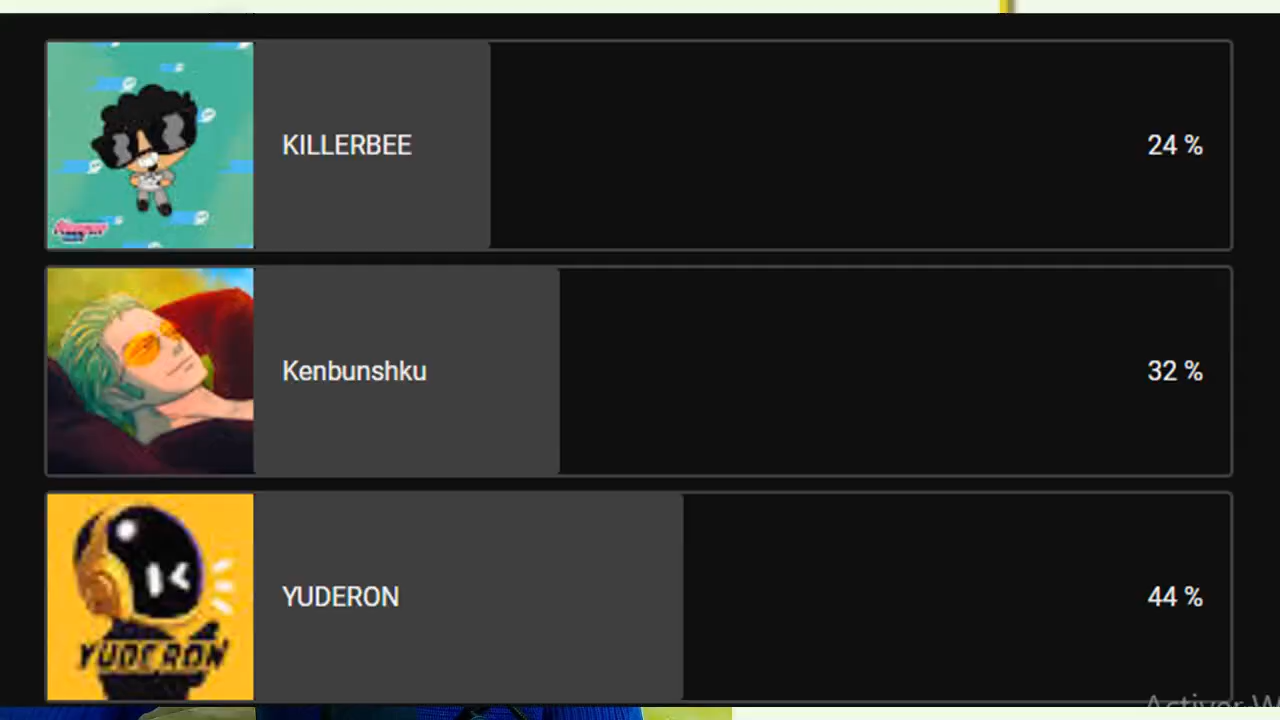 KILLERBEE
24 %
Kenbunshku
32 %
YUDERON
44 %
YUDERON